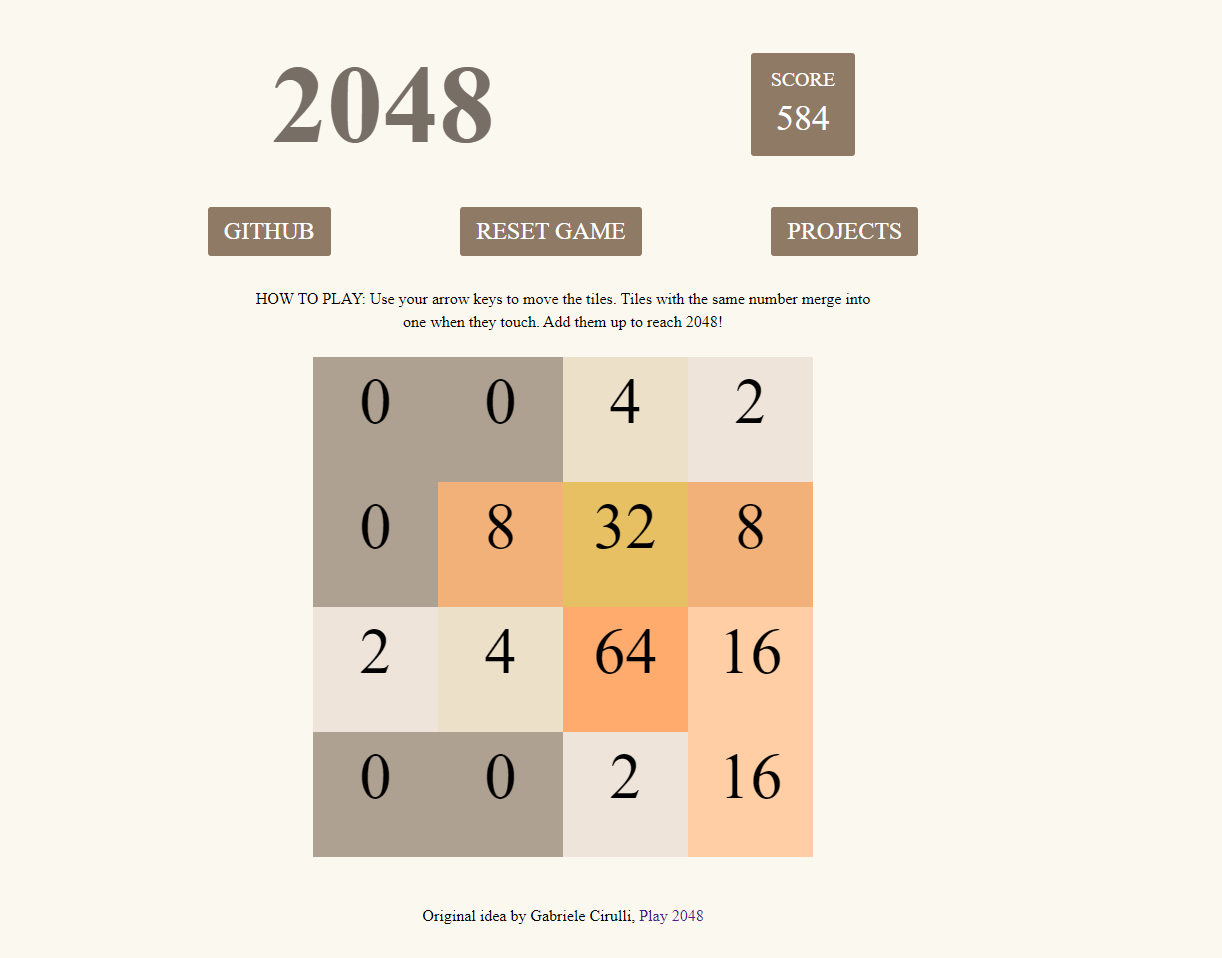 2048
SCORE
584
GITHUB
RESET GAME
PROJECTS
HOW TO PLAY: Use your arrow keys to move the tiles. Tiles with the same number merge into
one when they touch. Add them up to reach 2048!
0 0 4 2
0 8 32 8
2 4 64 16
0 0 2 16
Original idea by Gabriele Cirulli, Play 2048